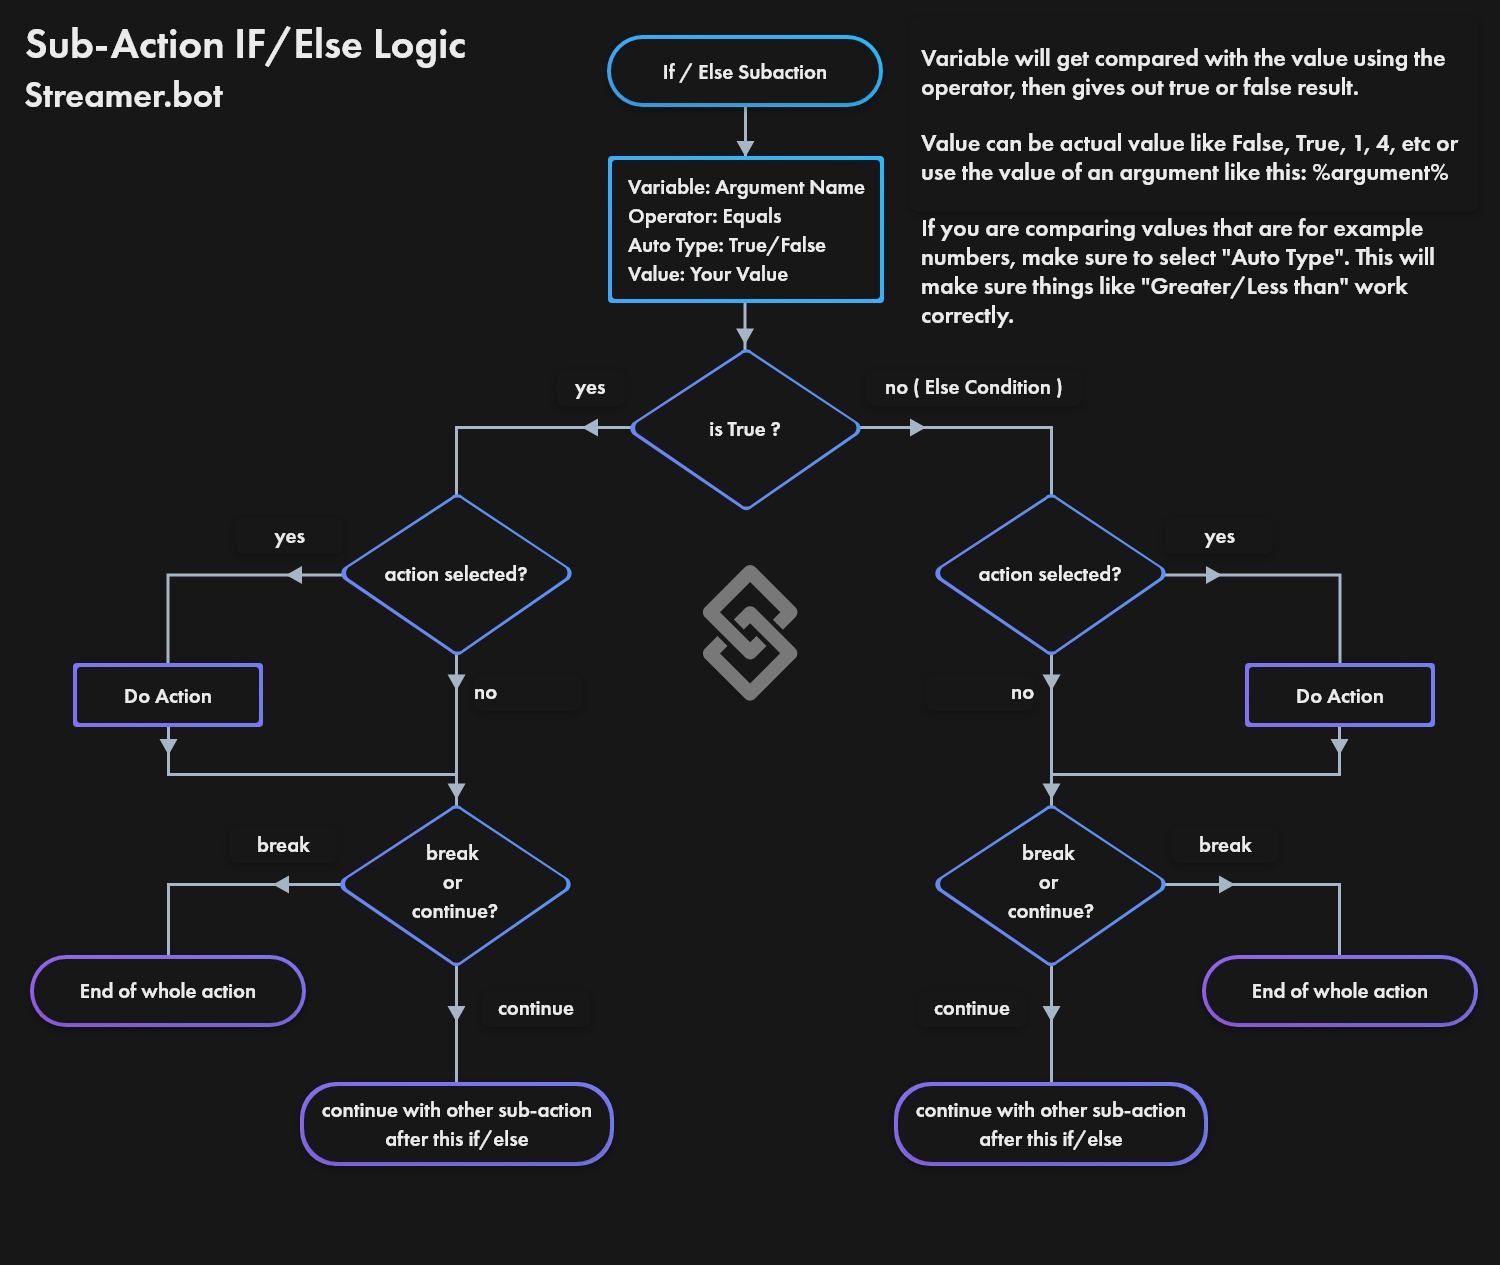 Sub-Action IF/Else Logic
Streamer.bot
If / Else Subaction
Variable will get compared with the value using the
operator, then gives out true or false result.
Value can be actual value like False, True, 1, 4, etc or
use the value of an argument like this: %argument%
If you are comparing values that are for example
numbers, make sure to select "Auto Type". This will
make sure things like "Greater/Less than" work
correctly.
Variable: Argument Name
Operator: Equals
Auto Type: True/False
Value: Your Value
yes
no ( Else Condition )
is True ?
yes
action selected?
action selected?
yes
Do Action
no
no
Do Action
break
break
or
continue?
break
or
continue?
break
End of whole action
continue
continue
End of whole action
continue with other sub-action
after this if/else
continue with other sub-action
after this if/else